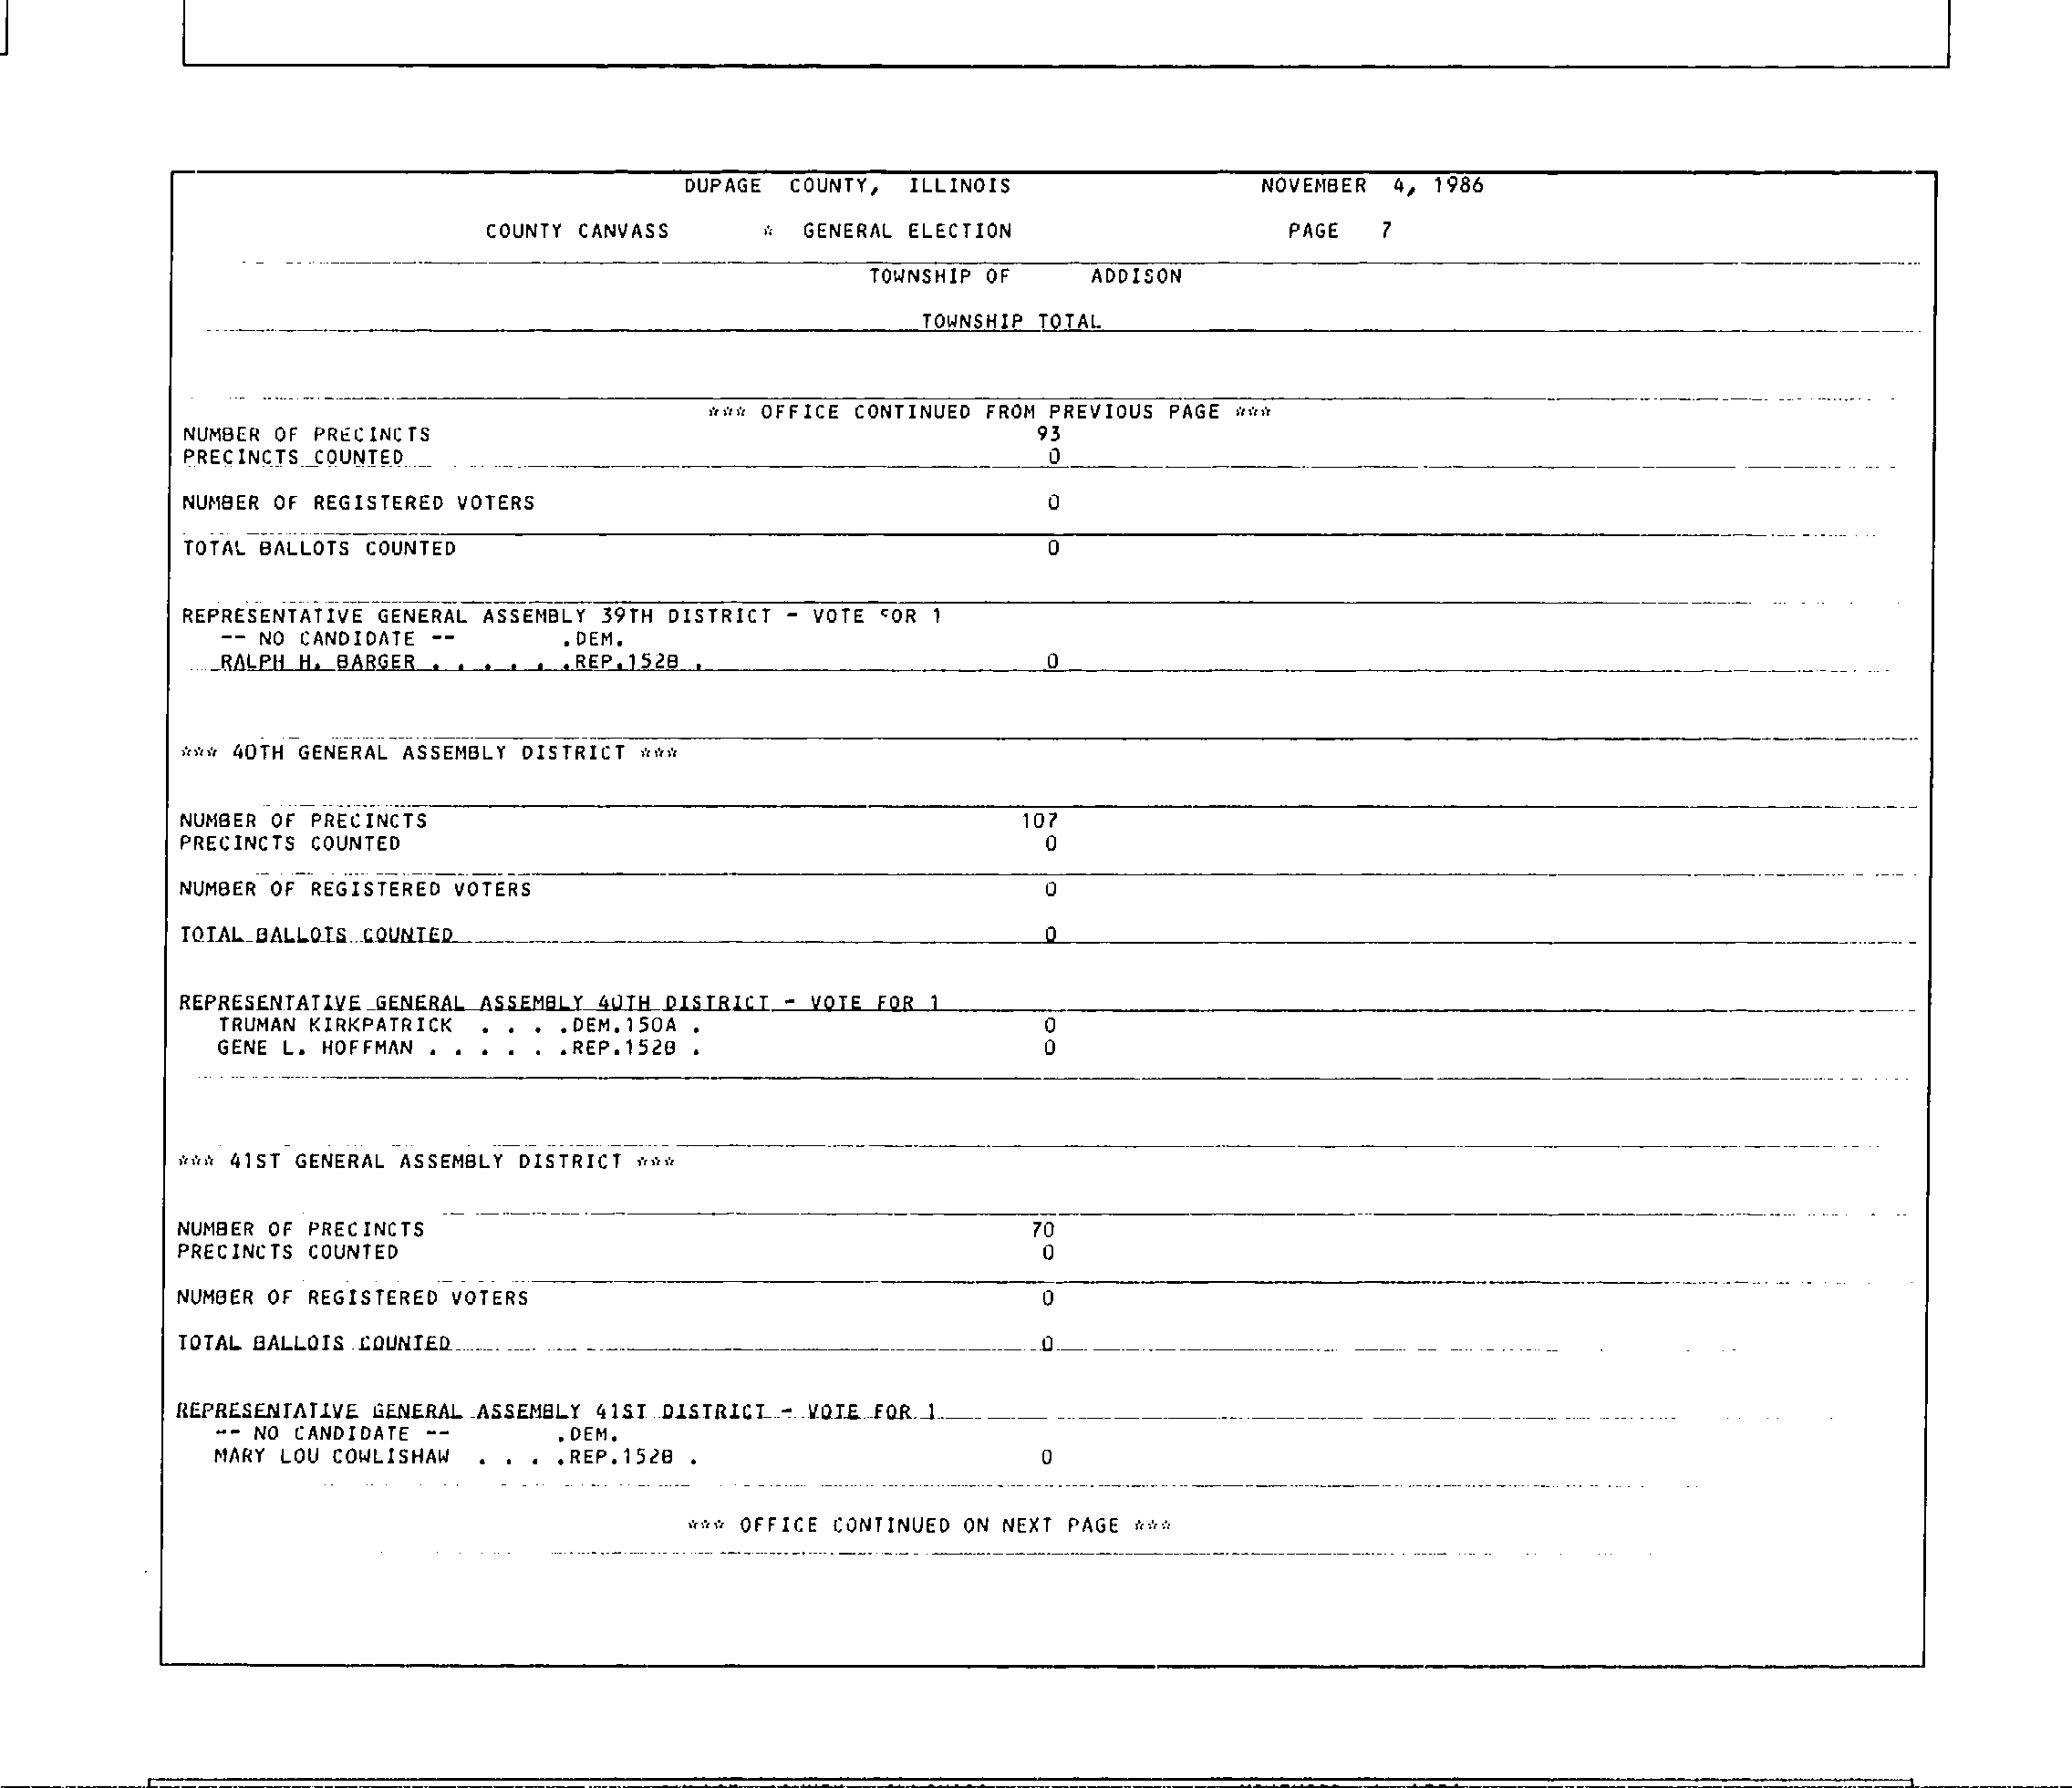 DUPAGE COUNTY, ILLINOIS NOVEMBER 4, 1986
COUNTY CANVASS * GENERAL ELECTION PAGE 7
TOWNSHIP OF ADDISON
TOWNSHIP TOTAL
*** OFFICE CONTINUED FROM PREVIOUS PAGE ***
NUMBER OF PRECINCTS 93
PRECINCTS COUNTED 0
NUMBER OF REGISTERED VOTERS 0
TOTAL BALLOTS COUNTED 0
REPRESENTATIVE GENERAL ASSEMBLY 39TH DISTRICT - VOTE FOR 1
-- NO CANDIDATE -- .DEM.
RALPH H. BARGER . . . . . .REP.152B . 0
*** 40TH GENERAL ASSEMBLY DISTRICT ***
NUMBER OF PRECINCTS 107
PRECINCTS COUNTED 0
NUMBER OF REGISTERED VOTERS 0
TOTAL BALLOTS COUNTED 0
REPRESENTATIVE GENERAL ASSEMBLY 40TH DISTRICT - VOTE FOR 1
TRUMAN KIRKPATRICK . . . .DEM.150A . 0
GENE L. HOFFMAN . . . . . .REP.152B . 0
*** 41ST GENERAL ASSEMBLY DISTRICT ***
NUMBER OF PRECINCTS 70
PRECINCTS COUNTED 0
NUMBER OF REGISTERED VOTERS 0
TOTAL BALLOTS COUNTED 0
REPRESENTATIVE GENERAL ASSEMBLY 41ST DISTRICT - VOTE FOR 1
-- NO CANDIDATE -- .DEM.
MARY LOU COWLISHAW . . . .REP.152B . 0
*** OFFICE CONTINUED ON NEXT PAGE ***